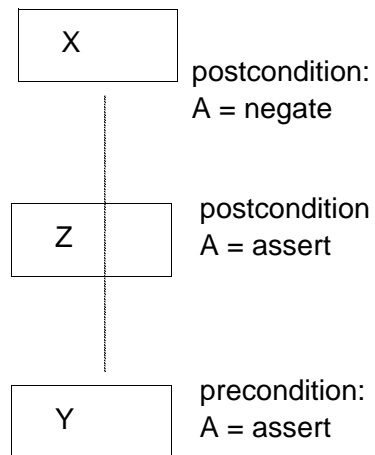 X
postcondition:
A = negate
postcondition
Z
A = assert
precondition:
Y
A = assert